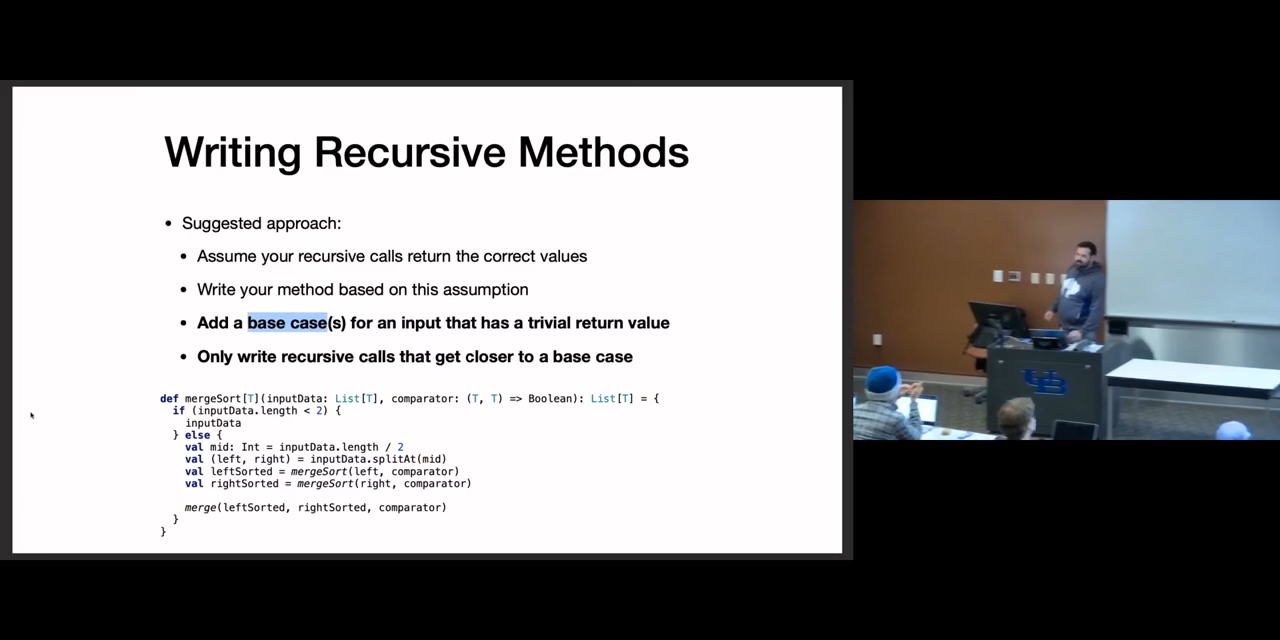 Writing Recursive Methods
• Suggested approach:
• Assume your recursive calls return the correct values
• Write your method based on this assumption
• Add a base case(s) for an input that has a trivial return value
• Only write recursive calls that get closer to a base case
def mergeSort[T](inputData: List[T], comparator: (T, T) => Boolean): List[T] = {
if (inputData.length < 2) {
inputData
} else {
val mid: Int = inputData.length / 2
val (left, right) = inputData.splitAt(mid)
val leftSorted = mergeSort(left, comparator)
val rightSorted = mergeSort(right, comparator)
merge(leftSorted, rightSorted, comparator)
}
}
UB